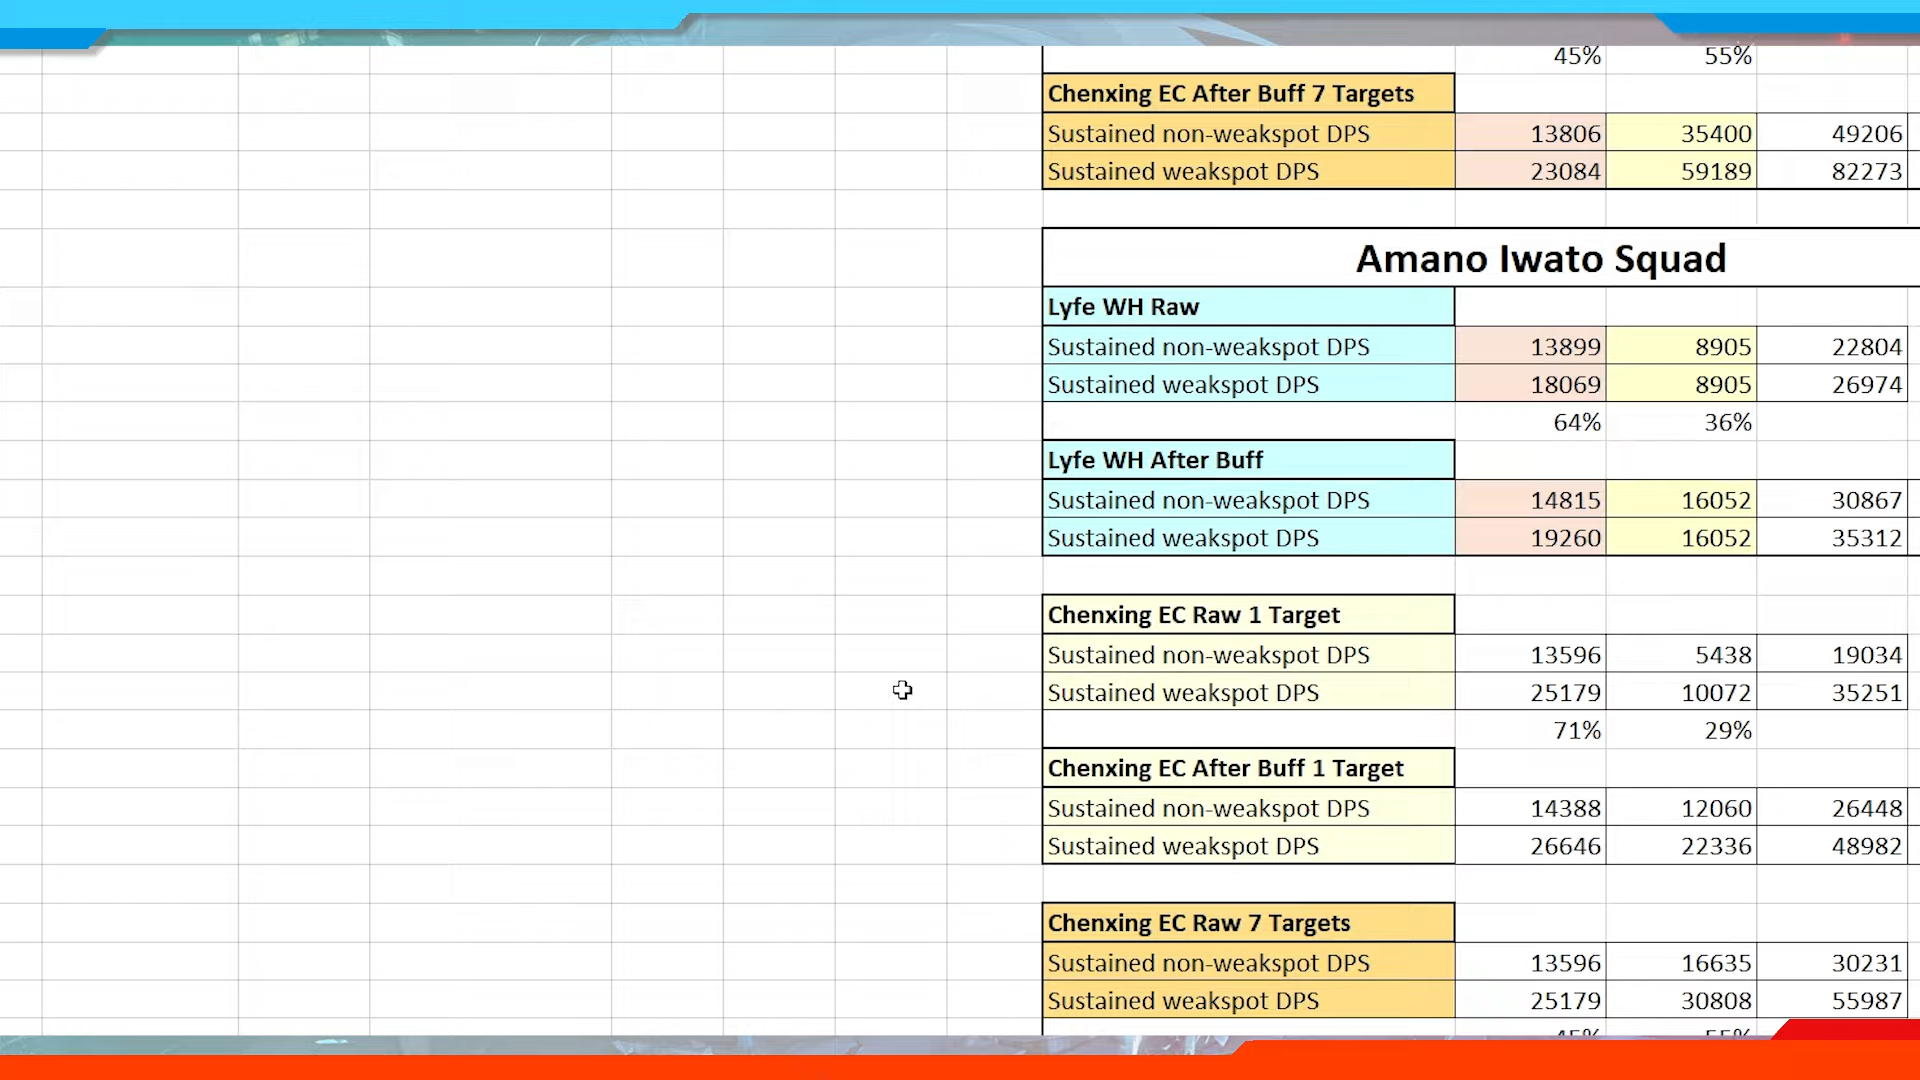 45% 55%
Chenxing EC After Buff 7 Targets
Sustained non-weakspot DPS 13806 35400 49206
Sustained weakspot DPS 23084 59189 82273
Amano Iwato Squad
Lyfe WH Raw
Sustained non-weakspot DPS 13899 8905 22804
Sustained weakspot DPS 18069 8905 26974
64% 36%
Lyfe WH After Buff
Sustained non-weakspot DPS 14815 16052 30867
Sustained weakspot DPS 19260 16052 35312
Chenxing EC Raw 1 Target
Sustained non-weakspot DPS 13596 5438 19034
Sustained weakspot DPS 25179 10072 35251
71% 29%
Chenxing EC After Buff 1 Target
Sustained non-weakspot DPS 14388 12060 26448
Sustained weakspot DPS 26646 22336 48982
Chenxing EC Raw 7 Targets
Sustained non-weakspot DPS 13596 16635 30231
Sustained weakspot DPS 25179 30808 55987